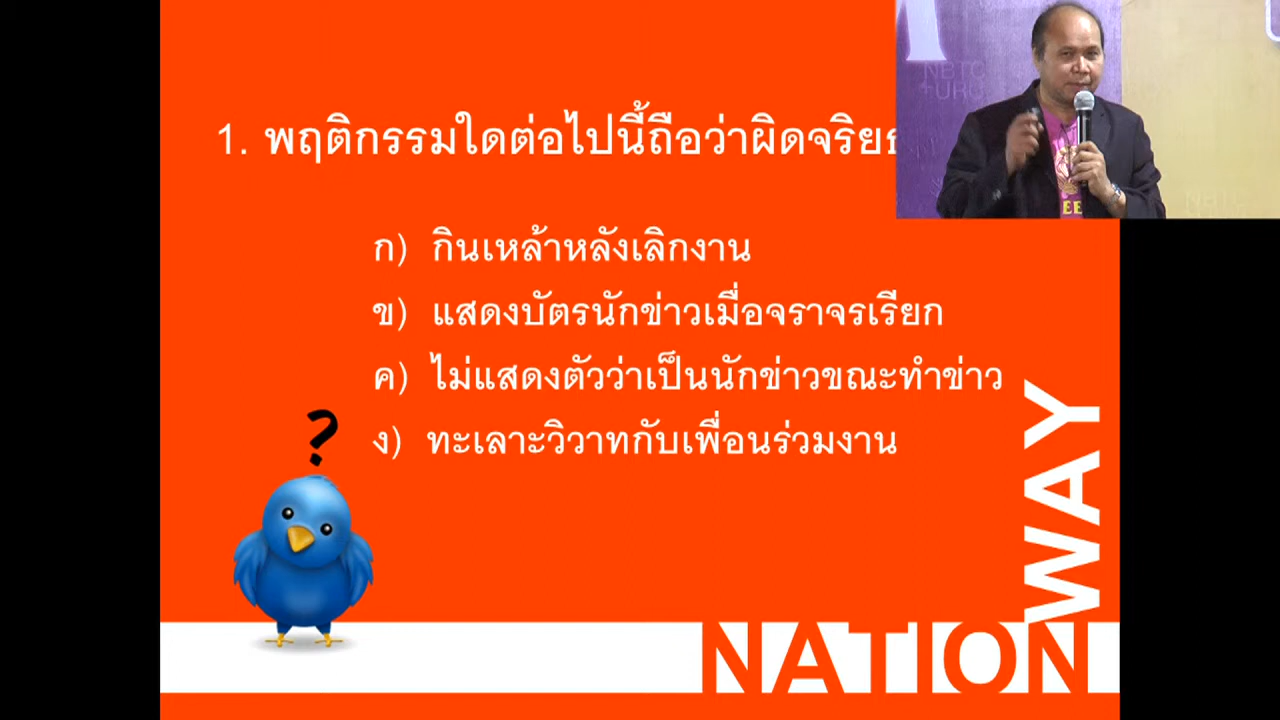 1. พฤติกรรมใดต่อไปนี้ถือว่าผิดจริย
ก) กินเหล้าหลังเลิกงาน
ข) แสดงบัตรนักข่าวเมื่อจราจรเรียก
ค) ไม่แสดงตัวว่าเป็นนักข่าวขณะทำข่าว
ง) ทะเลาะวิวาทกับเพื่อนร่วมงาน
?
WAY
NATION
NBTC